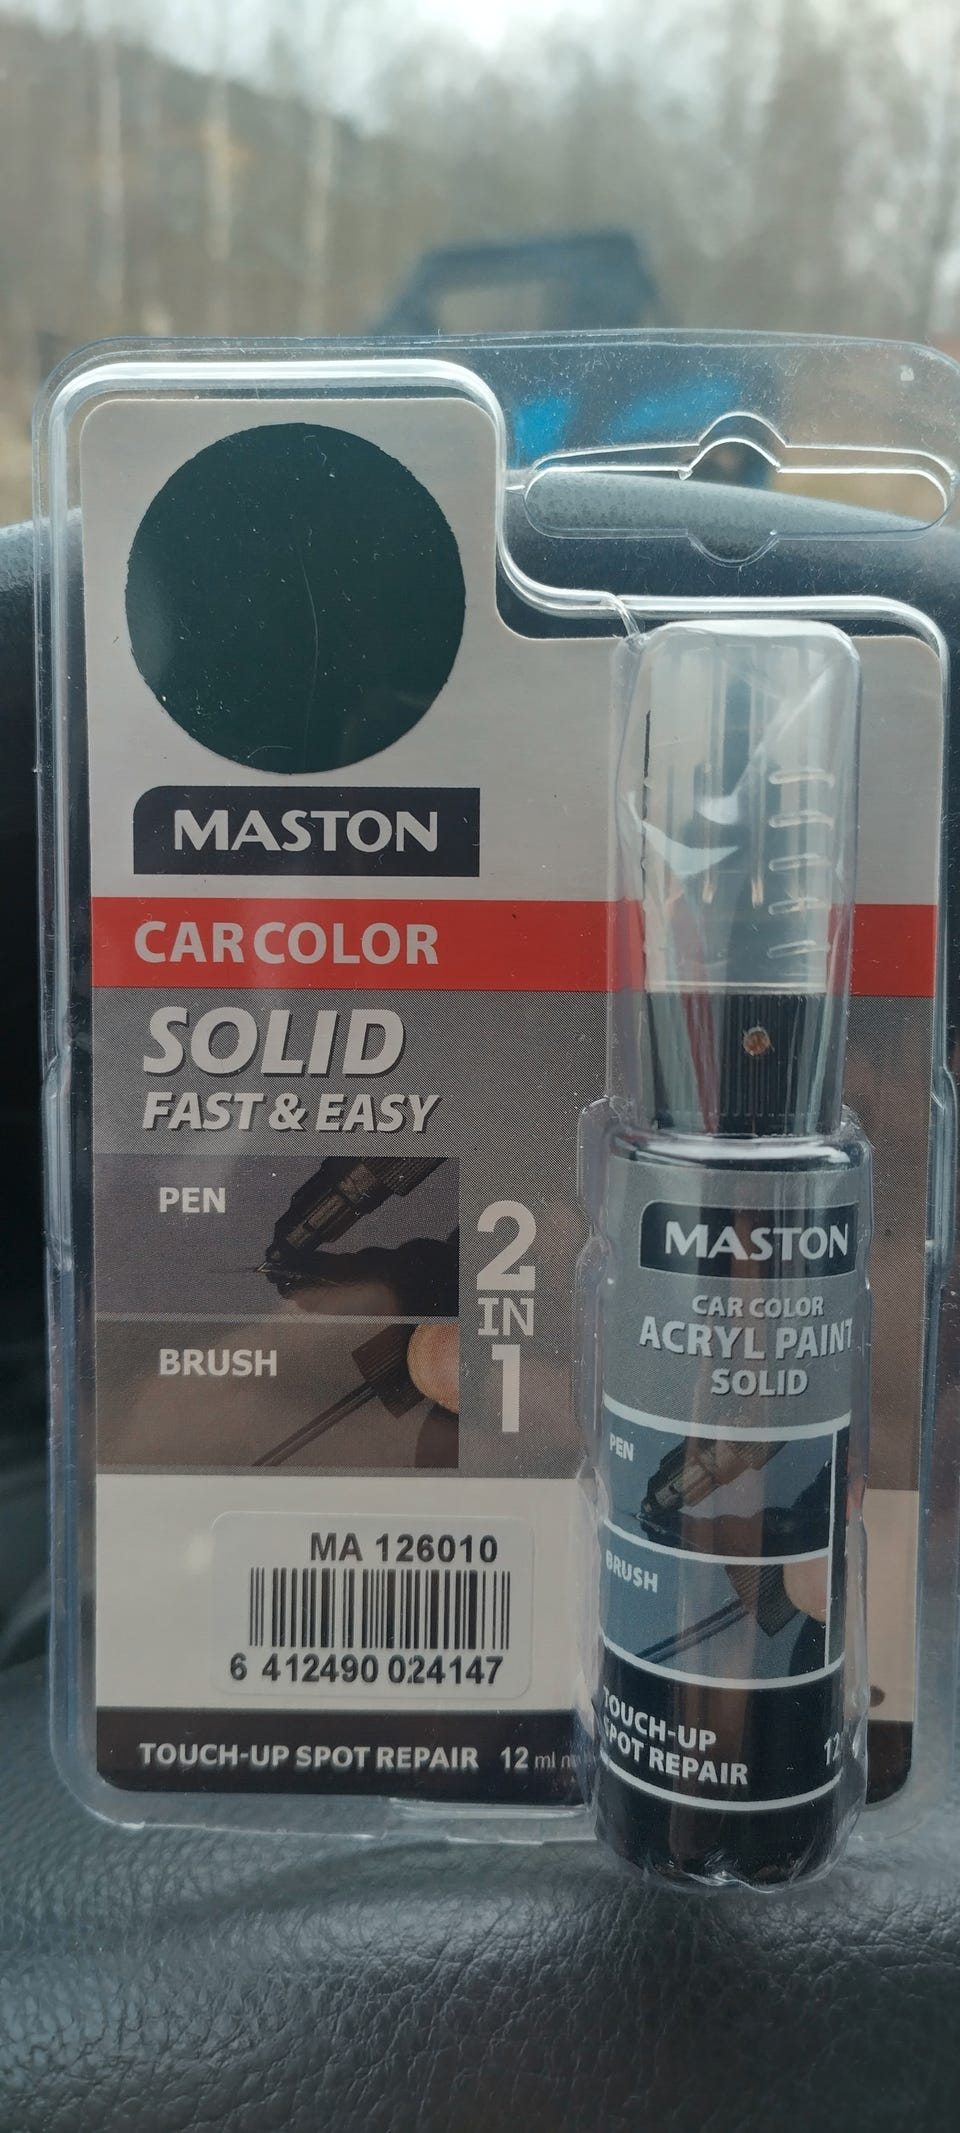 MASTON
CAR COLOR
SOLID
FAST & EASY
PEN
BRUSH
2
IN
1
MA 126010
6 412490 024147
TOUCH-UP SPOT REPAIR 12 ml
MASTON
CAR COLOR
ACRYL PAINT
SOLID
PEN
BRUSH
TOUCH-UP
SPOT REPAIR 12